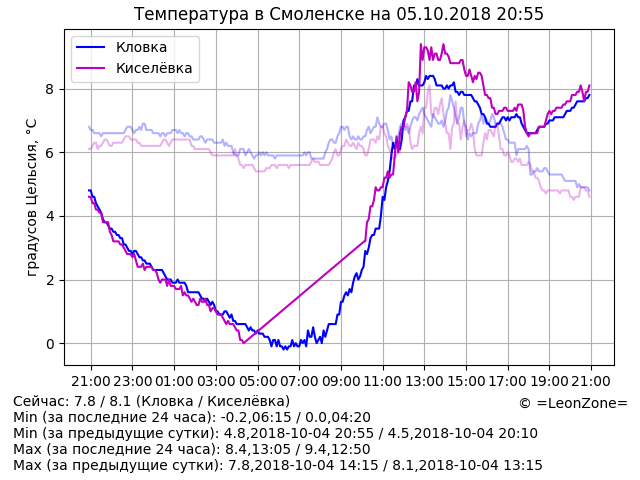 Температура в Смоленске на 05.10.2018 20:55
Кловка
Киселёвка
градусов Цельсия, °C
8
6
4
2
0
21:00 23:00 01:00 03:00 05:00 07:00 09:00 11:00 13:00 15:00 17:00 19:00 21:00
Сейчас: 7.8 / 8.1 (Кловка / Киселёвка)
© =LeonZone=
Min (за последние 24 часа): -0.2,06:15 / 0.0,04:20
Min (за предыдущие сутки): 4.8,2018-10-04 20:55 / 4.5,2018-10-04 20:10
Max (за последние 24 часа): 8.4,13:05 / 9.4,12:50
Max (за предыдущие сутки): 7.8,2018-10-04 14:15 / 8.1,2018-10-04 13:15